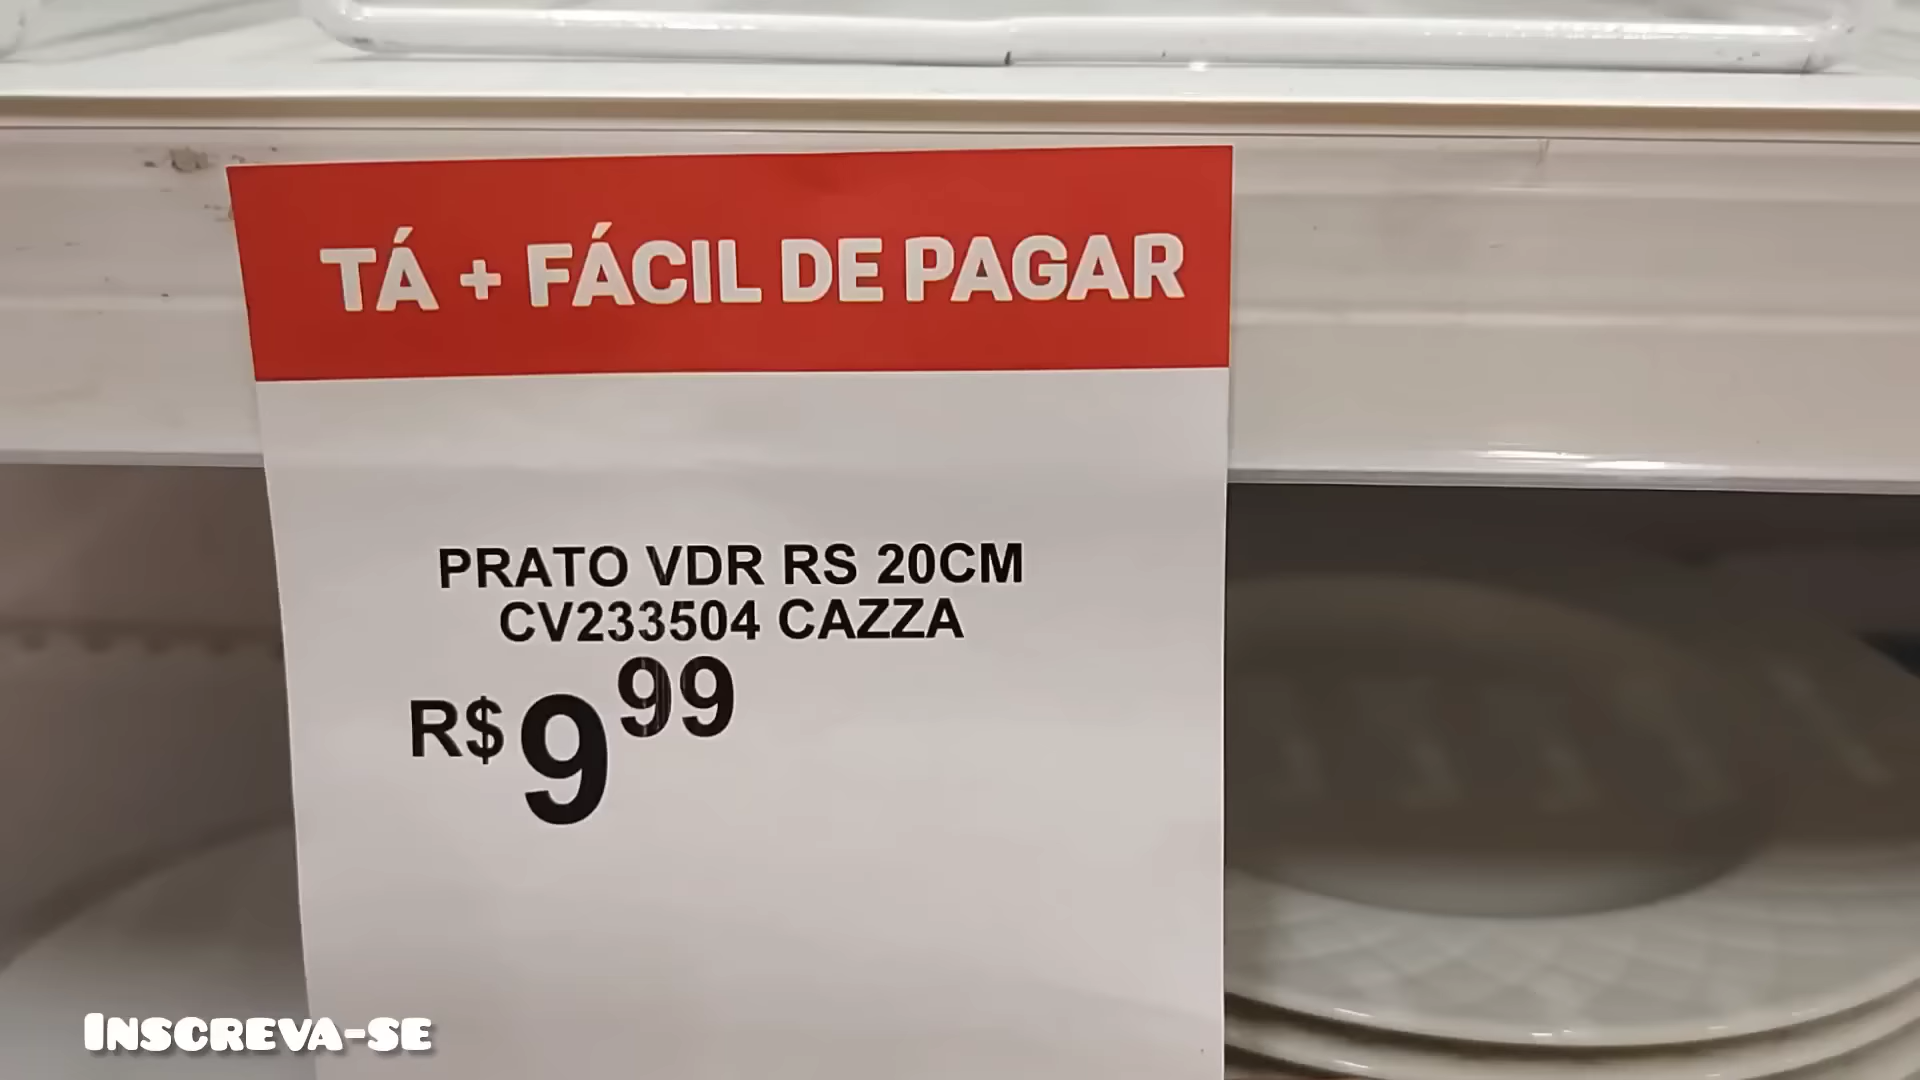 TÁ + FÁCIL DE PAGAR
PRATO VDR RS 20CM
CV233504 CAZZA
R$ 9 99
INSCREVA-SE